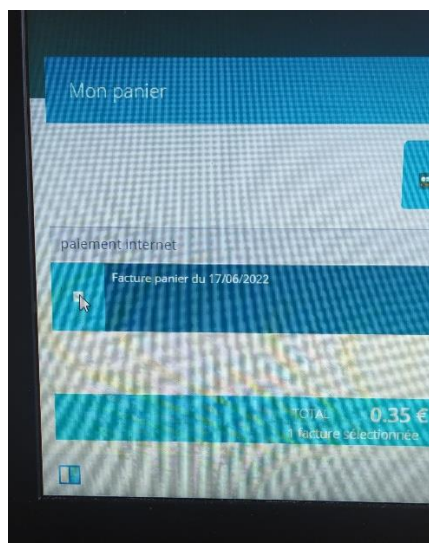 Mon panier
paiement internet
Facture panier du 17/06/2022
TOTAL 0.35 €
1 facture sélectionnée